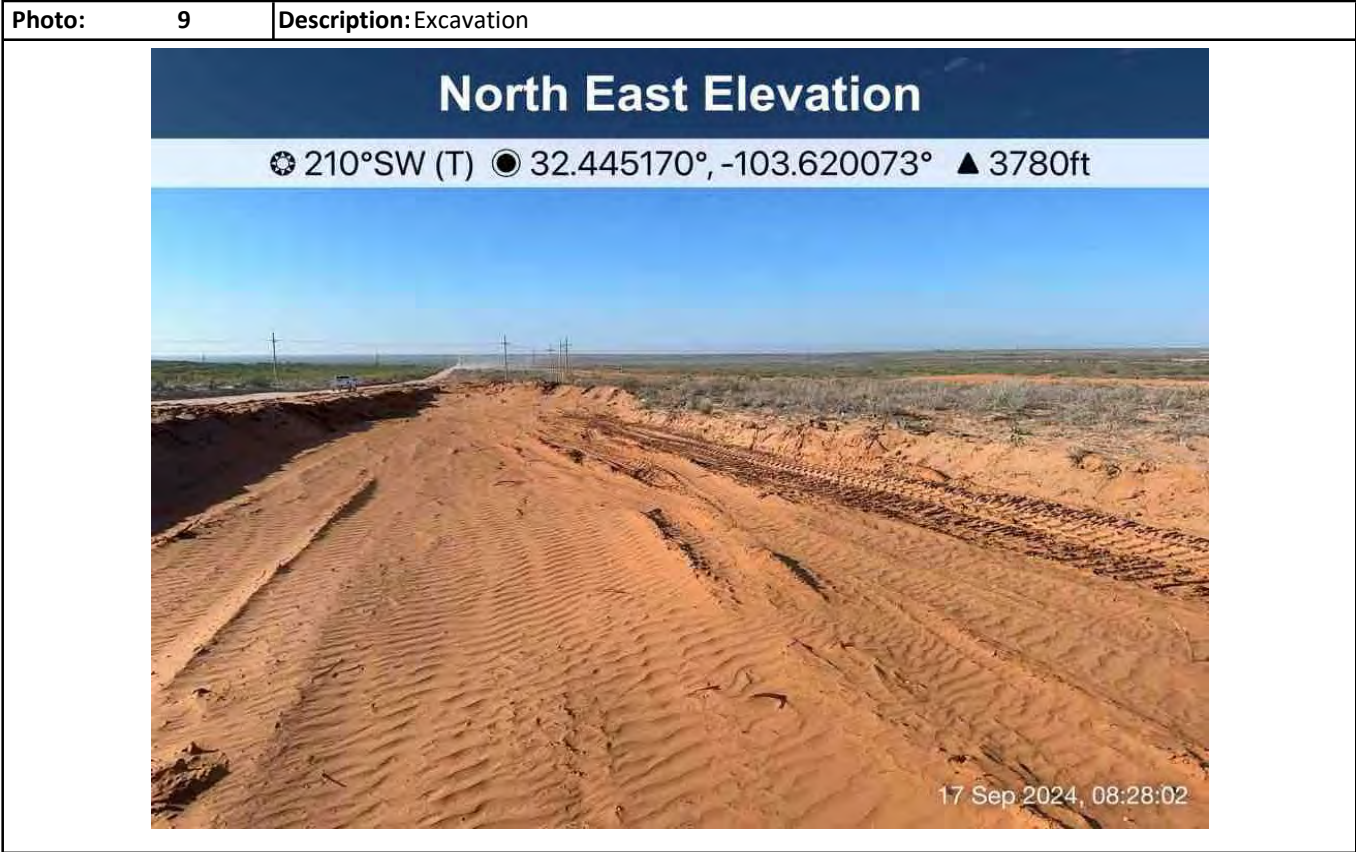 Photo: 9 Description: Excavation
North East Elevation
210°SW (T) 32.445170°, -103.620073° ▲ 3780ft
17 Sep 2024, 08:28:02